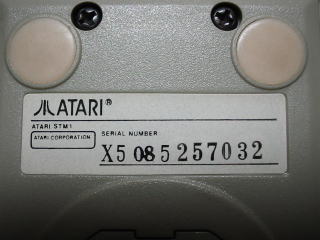 ATARI®
ATARI STM1
ATARI CORPORATION
SERIAL NUMBER
X5 085257032